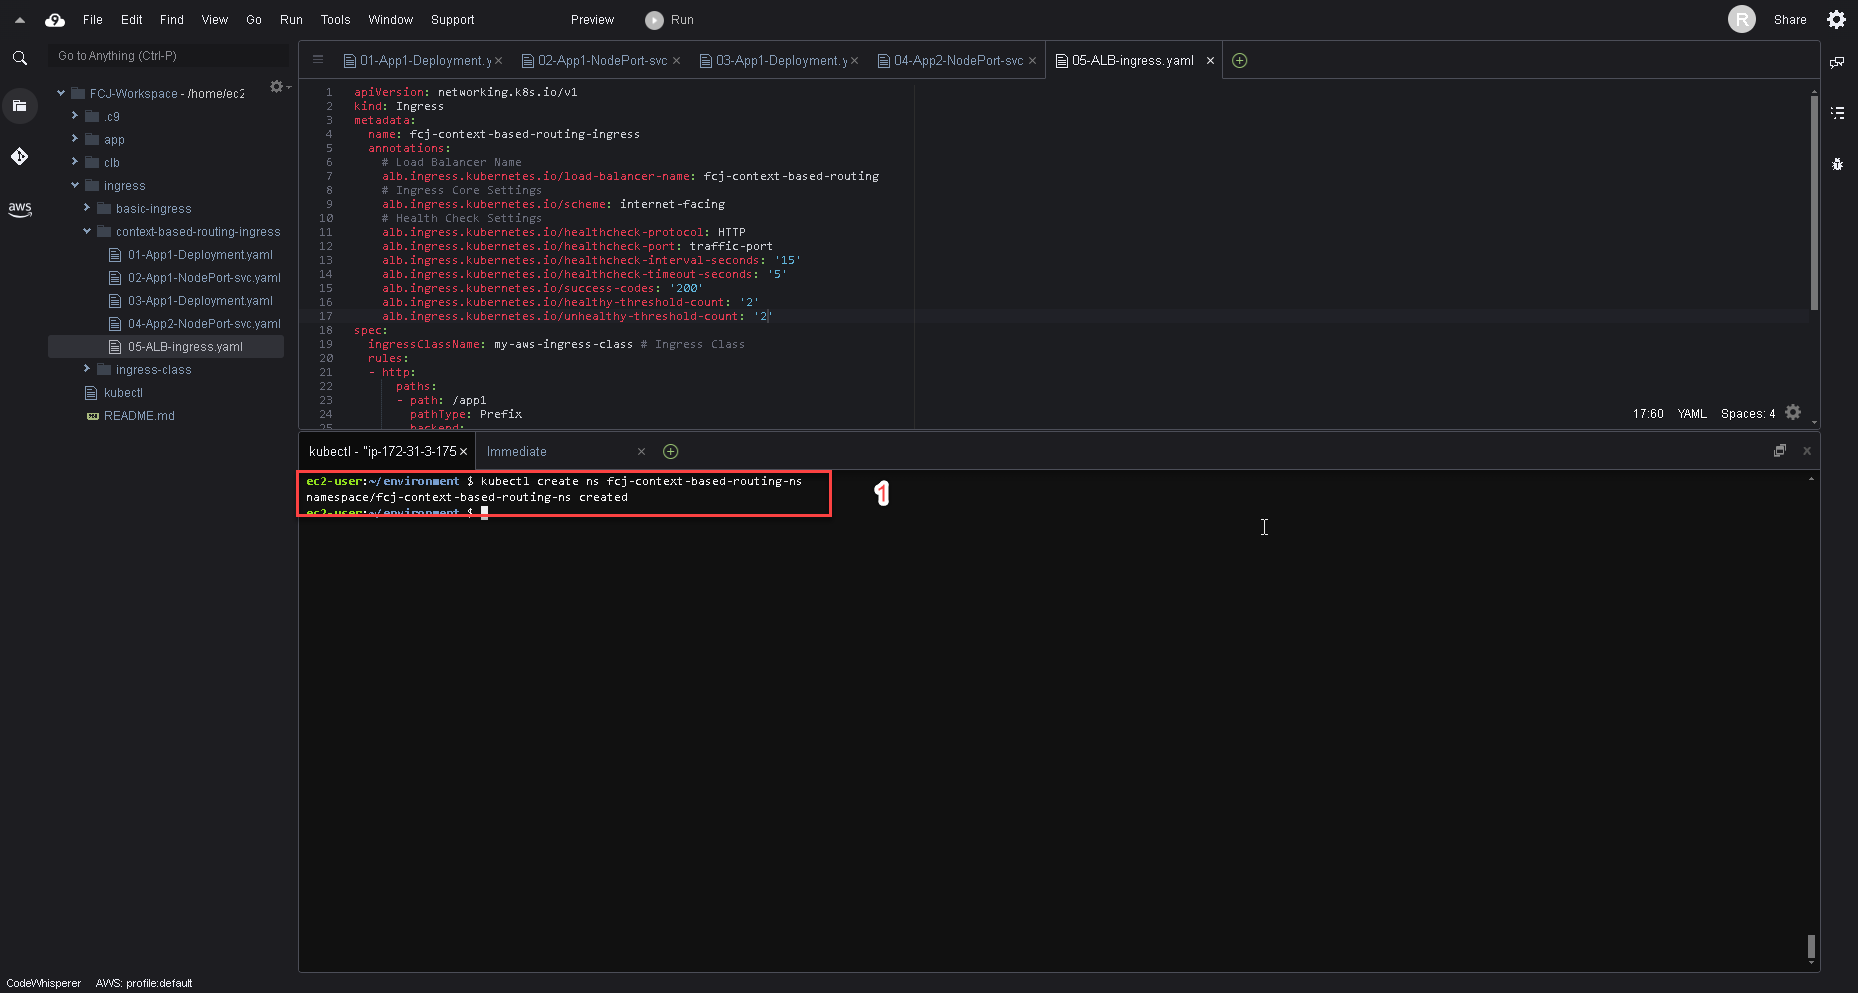 File Edit Find View Go Run Tools Window Support Preview Run R Share
Go to Anything (Ctrl-P)
01-App1-Deployment.y 02-App1-NodePort-svc 03-App1-Deployment.y 04-App2-NodePort-svc 05-ALB-ingress.yaml
FCJ-Workspace - /home/ec2
.c9
app
clb
ingress
basic-ingress
context-based-routing-ingress
01-App1-Deployment.yaml
02-App1-NodePort-svc.yaml
03-App1-Deployment.yaml
04-App2-NodePort-svc.yaml
05-ALB-ingress.yaml
ingress-class
kubectl
README.md
aws
1 apiVersion: networking.k8s.io/v1
2 kind: Ingress
3 metadata:
4 name: fcj-context-based-routing-ingress
5 annotations:
6 # Load Balancer Name
7 alb.ingress.kubernetes.io/load-balancer-name: fcj-context-based-routing
8 # Ingress Core Settings
9 alb.ingress.kubernetes.io/scheme: internet-facing
10 # Health Check Settings
11 alb.ingress.kubernetes.io/healthcheck-protocol: HTTP
12 alb.ingress.kubernetes.io/healthcheck-port: traffic-port
13 alb.ingress.kubernetes.io/healthcheck-interval-seconds: '15'
14 alb.ingress.kubernetes.io/healthcheck-timeout-seconds: '5'
15 alb.ingress.kubernetes.io/success-codes: '200'
16 alb.ingress.kubernetes.io/healthy-threshold-count: '2'
17 alb.ingress.kubernetes.io/unhealthy-threshold-count: '2'
18 spec:
19 ingressClassName: my-aws-ingress-class # Ingress Class
20 rules:
21 - http:
22 paths:
23 - path: /app1
24 pathType: Prefix
25 backend:
17:60 YAML Spaces: 4
kubectl - "ip-172-31-3-175 Immediate
ec2-user:~/environment $ kubectl create ns fcj-context-based-routing-ns
namespace/fcj-context-based-routing-ns created
ec2-user:~/environment $
1
CodeWhisperer AWS: profile:default